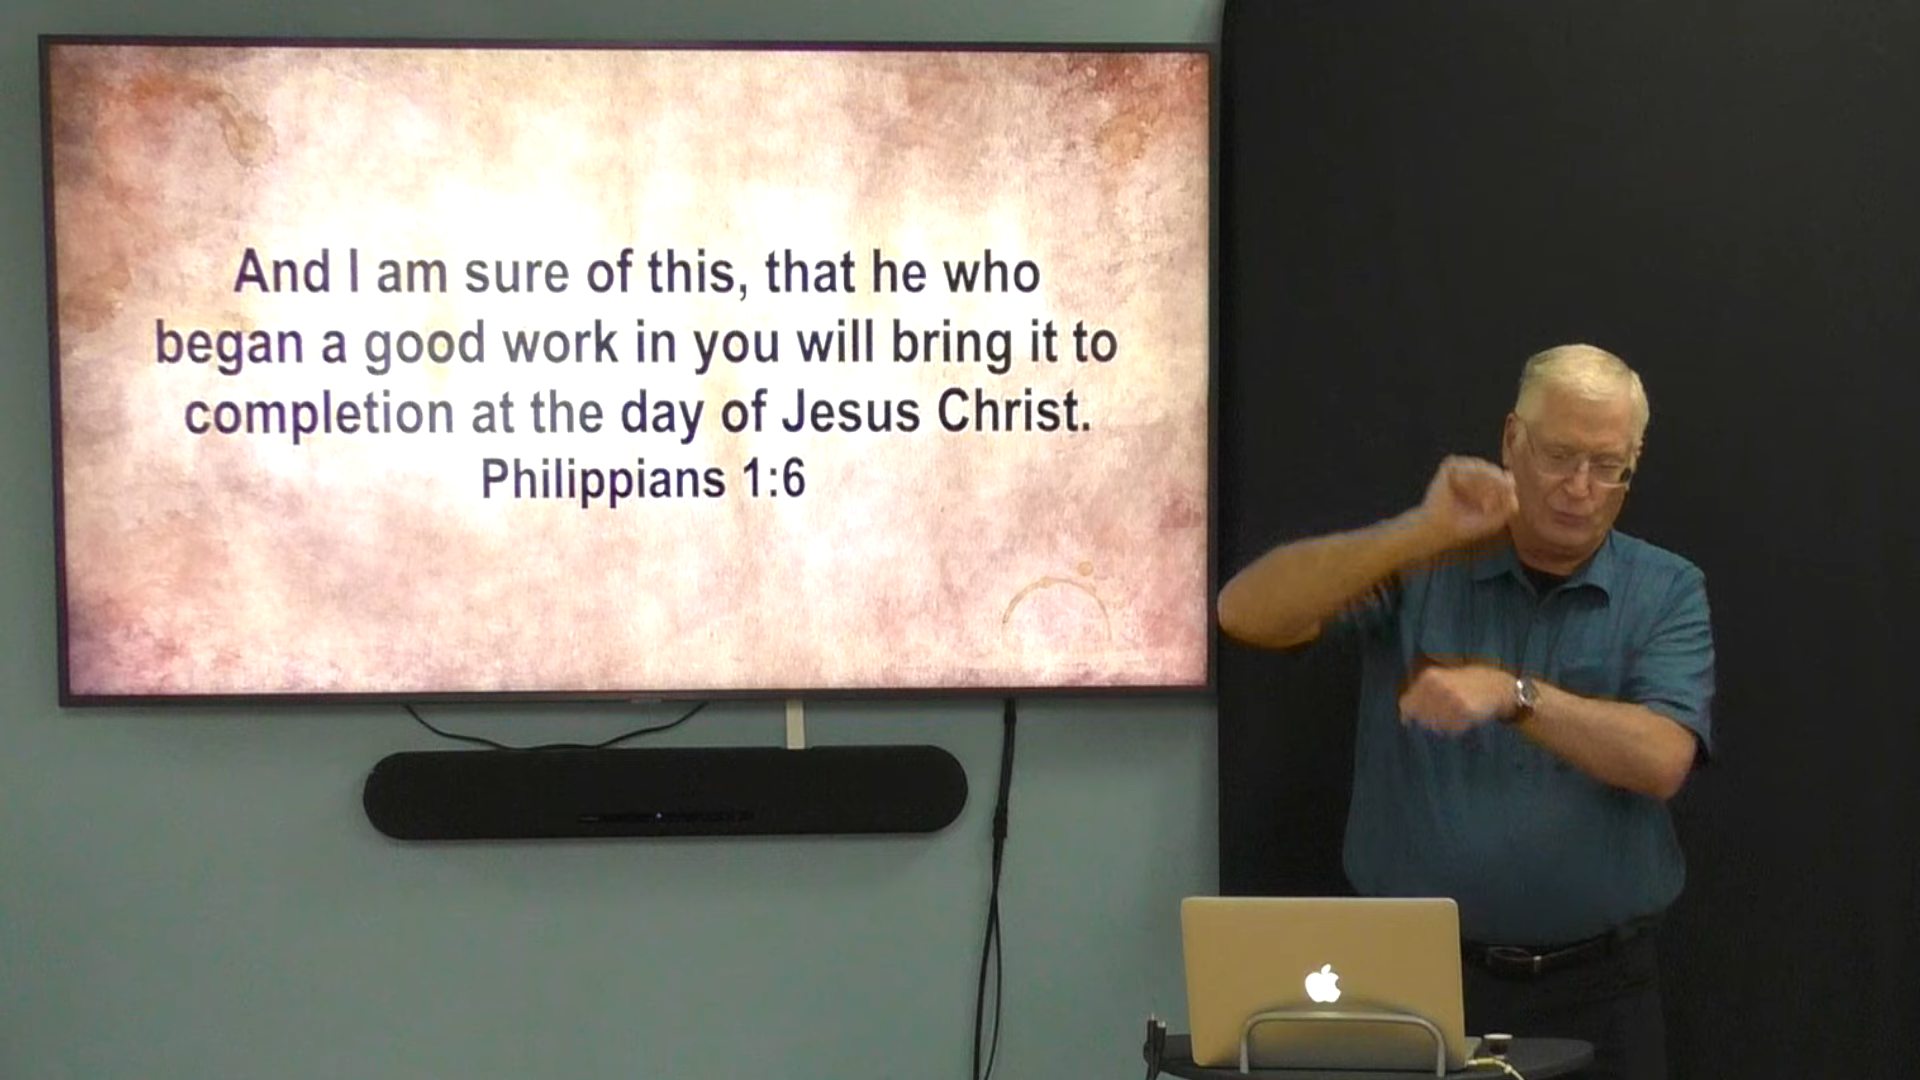 And I am sure of this, that he who
began a good work in you will bring it to
completion at the day of Jesus Christ.
Philippians 1:6